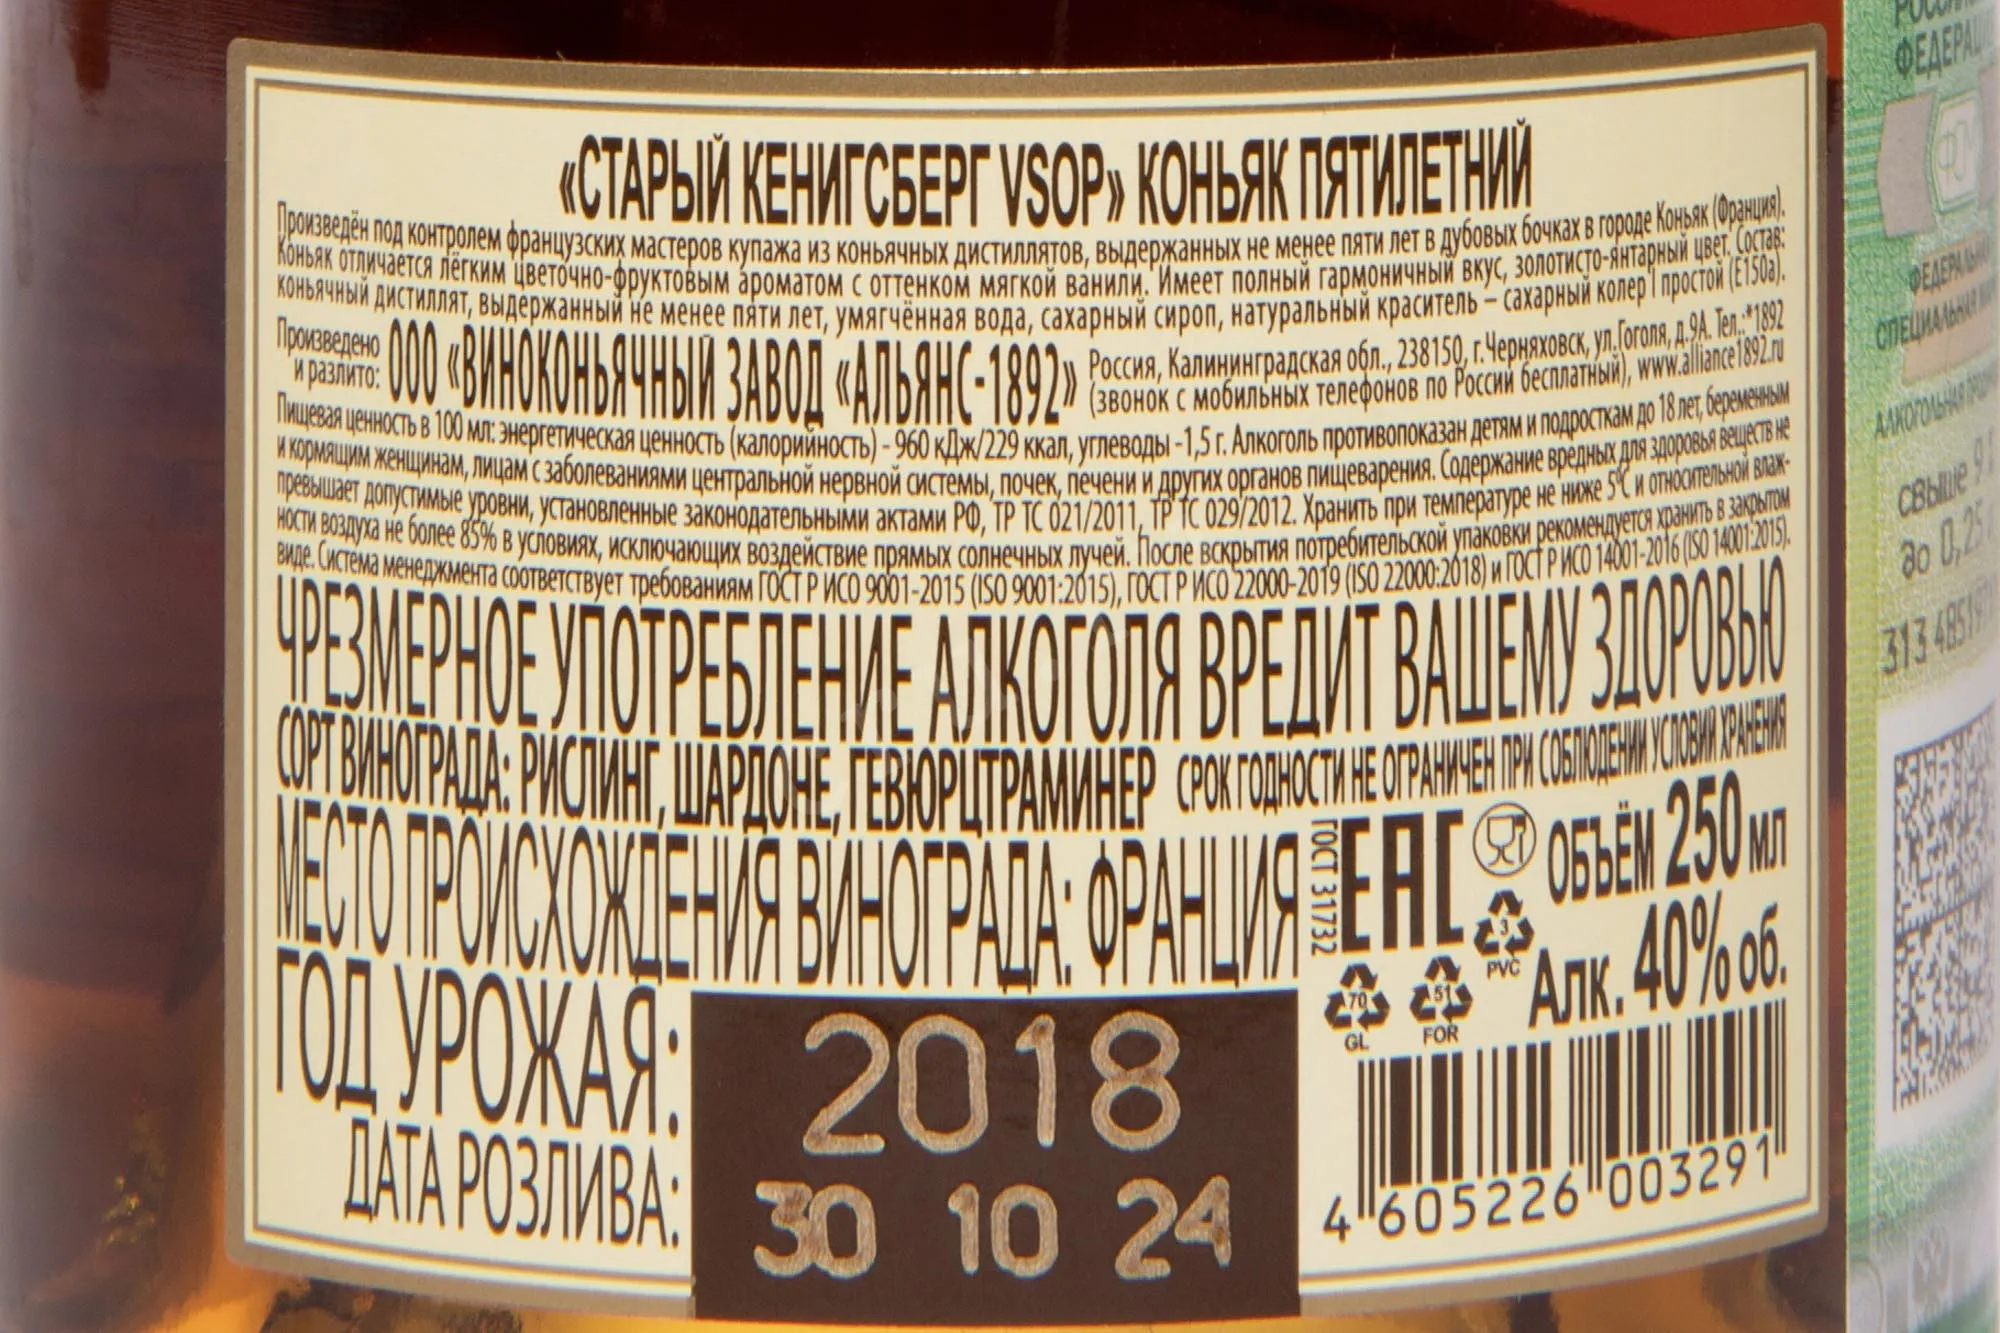 «СТАРЫЙ КЕНИГСБЕРГ VSOP» КОНЬЯК ПЯТИЛЕТНИЙ
Произведён под контролем французских мастеров купажа из коньячных дистиллятов, выдержанных не менее пяти лет в дубовых бочках в городе Коньяк (Франция).
Коньяк отличается лёгким цветочно-фруктовым ароматом с оттенком мягкой ванили. Имеет полный гармоничный вкус, золотисто-янтарный цвет. Состав:
коньячный дистиллят, выдержанный не менее пяти лет, умягчённая вода, сахарный сироп, натуральный краситель – сахарный колер I простой (Е150а).
Произведено
и разлито:
ООО «ВИНОКОНЬЯЧНЫЙ ЗАВОД «АЛЬЯНС-1892»
Россия, Калининградская обл., 238150, г.Черняховск, ул.Гоголя, д.9А. Тел.:*1892
(звонок с мобильных телефонов по России бесплатный), www.alliance1892.ru
Пищевая ценность в 100 мл: энергетическая ценность (калорийность) - 960 кДж/229 ккал, углеводы -1,5 г. Алкоголь противопоказан детям и подросткам до 18 лет, беременным
и кормящим женщинам, лицам с заболеваниями центральной нервной системы, почек, печени и других органов пищеварения. Содержание вредных для здоровья веществ не
превышает допустимые уровни, установленные законодательными актами РФ, ТР ТС 021/2011, ТР ТС 029/2012. Хранить при температуре не ниже 5°С и относительной влаж-
ности воздуха не более 85% в условиях, исключающих воздействие прямых солнечных лучей. После вскрытия потребительской упаковки рекомендуется хранить в закрытом
виде. Система менеджмента соответствует требованиям ГОСТ Р ИСО 9001-2015 (ISO 9001:2015), ГОСТ Р ИСО 22000-2019 (ISO 22000:2018) и ГОСТ Р ИСО 14001-2016 (ISO 14001:2015).
ЧРЕЗМЕРНОЕ УПОТРЕБЛЕНИЕ АЛКОГОЛЯ ВРЕДИТ ВАШЕМУ ЗДОРОВЬЮ
СОРТ ВИНОГРАДА: РИСЛИНГ, ШАРДОНЕ, ГЕВЮРЦТРАМИНЕР СРОК ГОДНОСТИ НЕ ОГРАНИЧЕН ПРИ СОБЛЮДЕНИИ УСЛОВИЙ ХРАНЕНИЯ
МЕСТО ПРОИСХОЖДЕНИЯ ВИНОГРАДА: ФРАНЦИЯ
ГОСТ 31732
ЕАС
ОБЪЁМ 250 мл
3
PVC
Алк. 40% об.
70
GL
51
FOR
ГОД УРОЖАЯ: 2018
ДАТА РОЗЛИВА: 30 10 24
4 605226 003291
ФЕДЕРА
СПЕЦИАЛЬНАЯ
АЛКОГОЛЬНАЯ
свыше 9
до 0,25
313